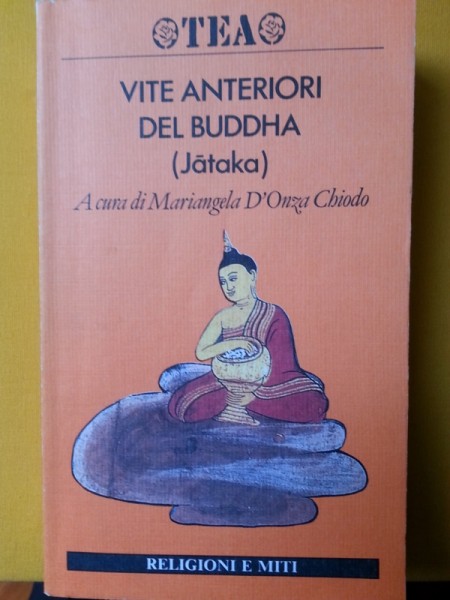 TEA
VITE ANTERIORI
DEL BUDDHA
(Jātaka)
A cura di Mariangela D'Onza Chiodo
RELIGIONI E MITI